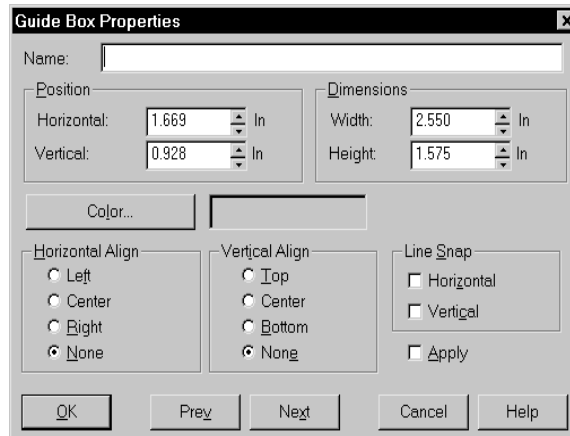 Guide Box Properties
Name:
Position
Horizontal: 1.669 In
Vertical: 0.928 In
Dimensions
Width: 2.550 In
Height: 1.575 In
Color...
Horizontal Align
Left
Center
Right
None
Vertical Align
Top
Center
Bottom
None
Line Snap
Horizontal
Vertical
Apply
OK Prev Next Cancel Help